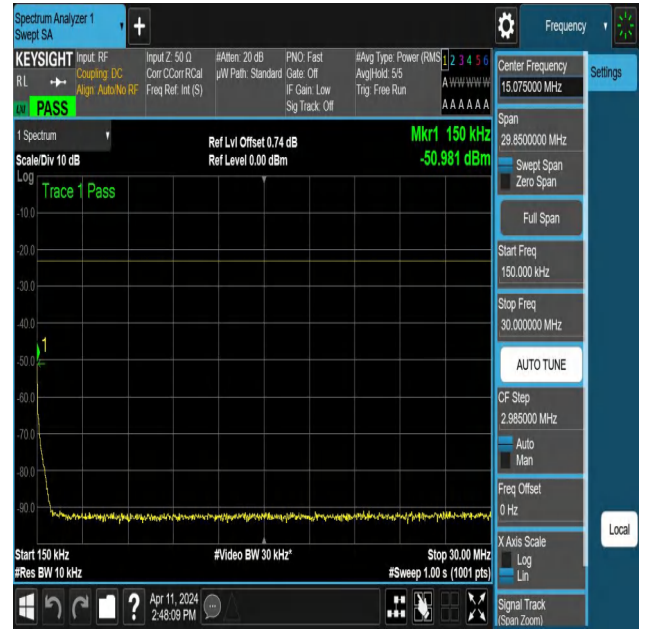 Spectrum Analyzer 1
Swept SA
+
Frequency
KEYSIGHT
RL
LXI PASS
Input: RF
Coupling: DC
Align: Auto/No RF
Input Z: 50 Ω
Corr CCorr RCal
Freq Ref: Int (S)
#Atten: 20 dB
µW Path: Standard
PNO: Fast
Gate: Off
IF Gain: Low
Sig Track: Off
#Avg Type: Power (RMS
Avg|Hold: 5/5
Trig: Free Run
1 2 3 4 5 6
A W W W W W
A A A A A A
Center Frequency
15.075000 MHz
Settings
1 Spectrum
Scale/Div 10 dB
Ref Lvl Offset 0.74 dB
Ref Level 0.00 dBm
Mkr1 150 kHz
-50.981 dBm
Log
Trace 1 Pass
-10.0
-20.0
-30.0
-40.0
1
-50.0
-60.0
-70.0
-80.0
-90.0
Span
29.8500000 MHz
Swept Span
Zero Span
Full Span
Start Freq
150.000 kHz
Stop Freq
30.000000 MHz
AUTO TUNE
CF Step
2.985000 MHz
Auto
Man
Freq Offset
0 Hz
X Axis Scale
Log
Lin
Signal Track
(Span Zoom)
Local
Start 150 kHz
#Res BW 10 kHz
#Video BW 30 kHz*
Stop 30.00 MHz
#Sweep 1.00 s (1001 pts)
?
Apr 11, 2024
2:48:09 PM